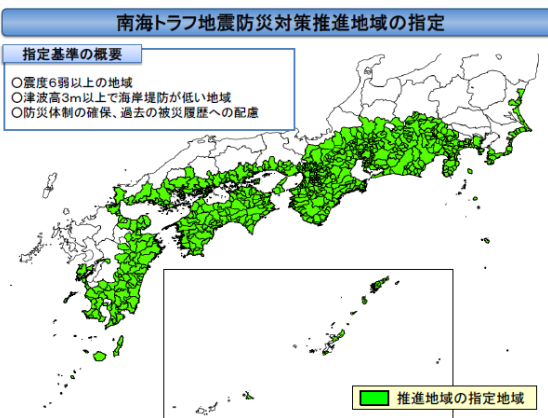 南海トラフ地震防災対策推進地域の指定
指定基準の概要
○震度6弱以上の地域
○津波高3m以上で海岸堤防が低い地域
○防災体制の確保、過去の被災履歴への配慮
推進地域の指定地域